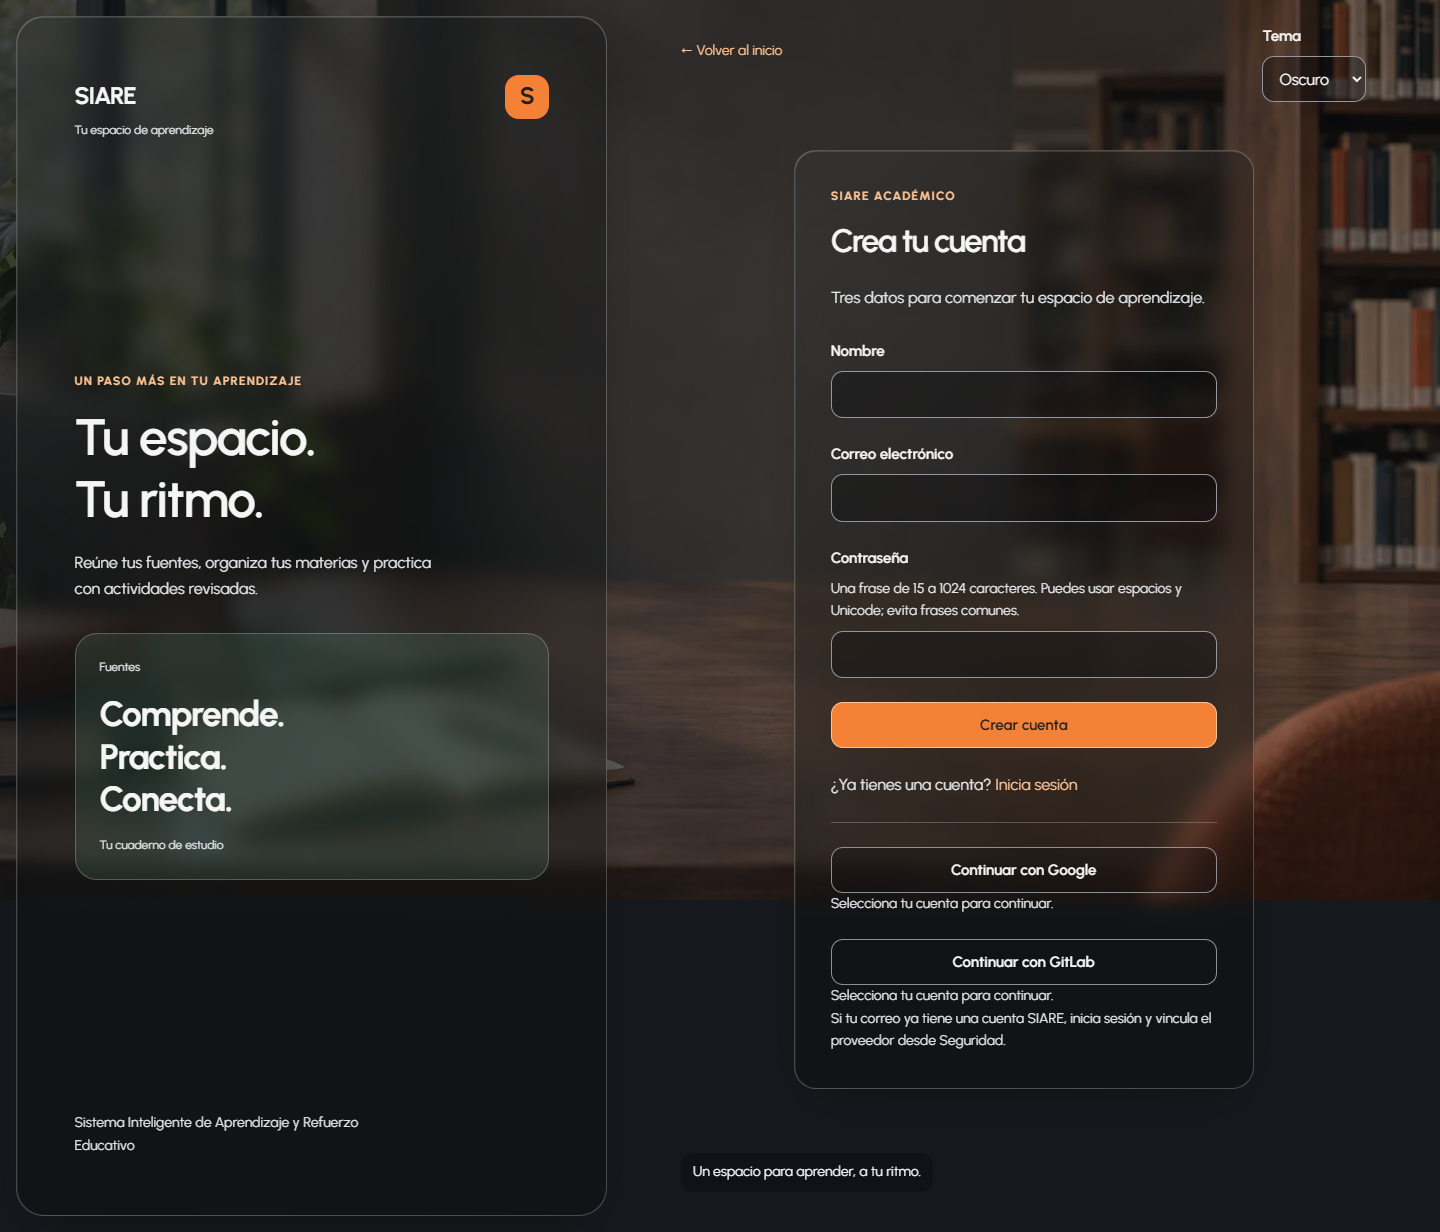 SIARE
S
Tu espacio de aprendizaje
UN PASO MÁS EN TU APRENDIZAJE
Tu espacio.
Tu ritmo.
Reúne tus fuentes, organiza tus materias y practica
con actividades revisadas.
Fuentes
Comprende.
Practica.
Conecta.
Tu cuaderno de estudio
Sistema Inteligente de Aprendizaje y Refuerzo
Educativo
← Volver al inicio
Tema
Oscuro
SIARE ACADÉMICO
Crea tu cuenta
Tres datos para comenzar tu espacio de aprendizaje.
Nombre
Correo electrónico
Contraseña
Una frase de 15 a 1024 caracteres. Puedes usar espacios y
Unicode; evita frases comunes.
Crear cuenta
¿Ya tienes una cuenta? Inicia sesión
Continuar con Google
Selecciona tu cuenta para continuar.
Continuar con GitLab
Selecciona tu cuenta para continuar.
Si tu correo ya tiene una cuenta SIARE, inicia sesión y vincula el
proveedor desde Seguridad.
Un espacio para aprender, a tu ritmo.